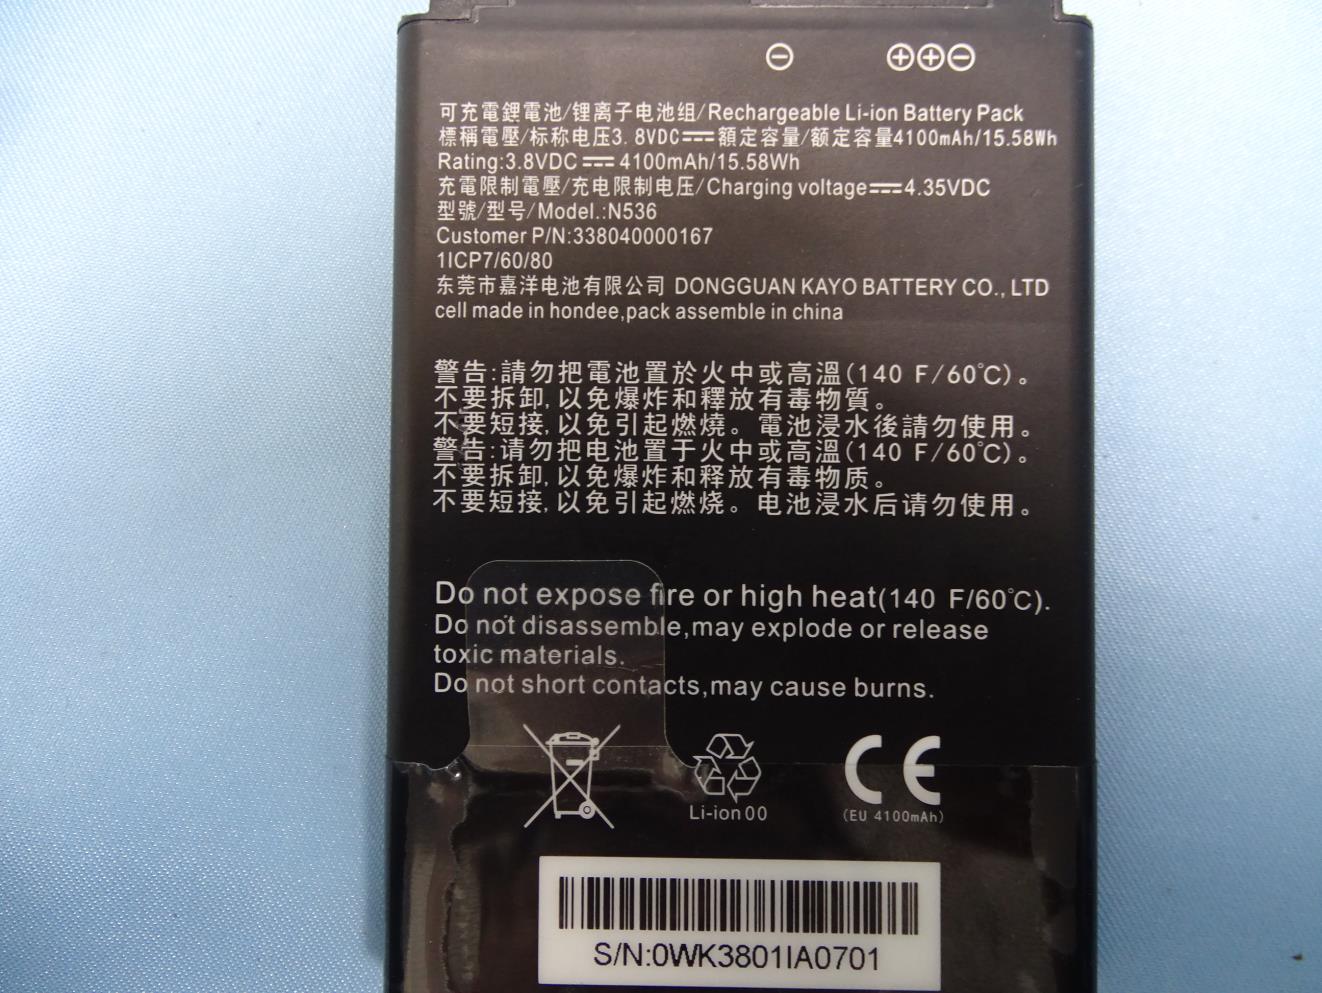 可充電鋰電池/锂离子电池组/Rechargeable Li-ion Battery Pack
標稱電壓/标称电压3.8VDC⎓額定容量/额定容量4100mAh/15.58Wh
Rating:3.8VDC⎓4100mAh/15.58Wh
充電限制電壓/充电限制电压/Charging voltage⎓4.35VDC
型號/型号/Model.:N536
Customer P/N:338040000167
1ICP7/60/80
东莞市嘉洋电池有限公司 DONGGUAN KAYO BATTERY CO., LTD
cell made in hondee,pack assemble in china
警告:請勿把電池置於火中或高溫(140 F/60℃)。
不要拆卸,以免爆炸和釋放有毒物質。
不要短接,以免引起燃燒。電池浸水後請勿使用。
警告:请勿把电池置于火中或高溫(140 F/60℃)。
不要拆卸,以免爆炸和释放有毒物质。
不要短接,以免引起燃烧。电池浸水后请勿使用。
Do not expose fire or high heat(140 F/60℃).
Do not disassemble,may explode or release
toxic materials.
Do not short contacts,may cause burns.
CE
Li-ion 00
(EU 4100mAh)
S/N:0WK3801IA0701